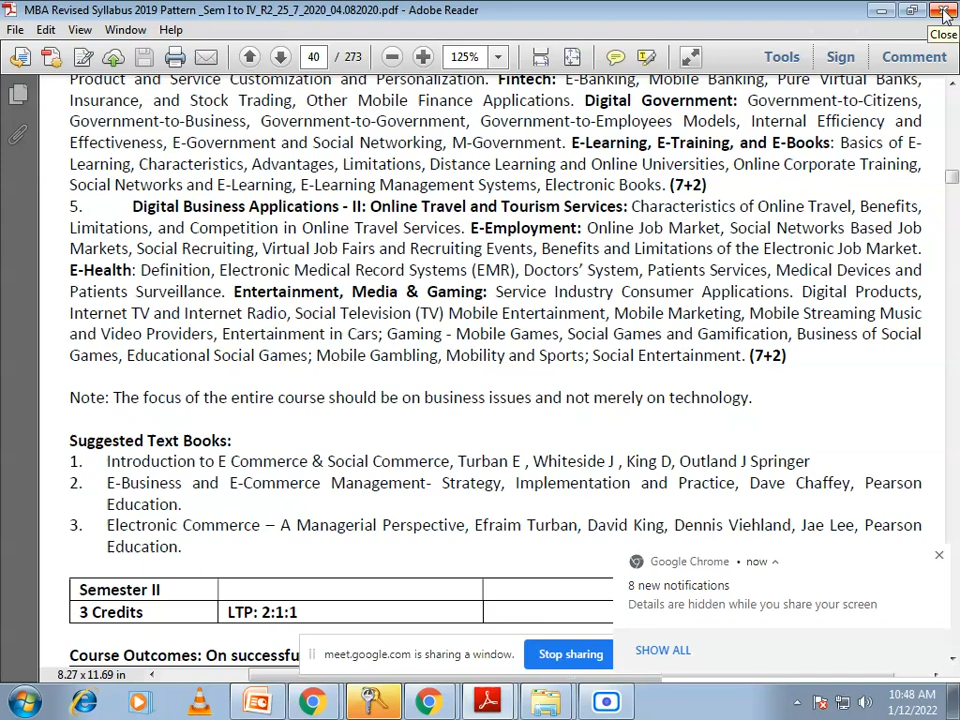 MBA Revised Syllabus 2019 Pattern _Sem I to IV_R2_25_7_2020_04.082020.pdf - Adobe Reader
Close
File Edit View Window Help
40 / 273 125% Tools Sign Comment
Product and Service Customization and Personalization. Fintech: E-Banking, Mobile Banking, Pure Virtual Banks,
Insurance, and Stock Trading, Other Mobile Finance Applications. Digital Government: Government-to-Citizens,
Government-to-Business, Government-to-Government, Government-to-Employees Models, Internal Efficiency and
Effectiveness, E-Government and Social Networking, M-Government. E-Learning, E-Training, and E-Books: Basics of E-
Learning, Characteristics, Advantages, Limitations, Distance Learning and Online Universities, Online Corporate Training,
Social Networks and E-Learning, E-Learning Management Systems, Electronic Books. (7+2)
5. Digital Business Applications - II: Online Travel and Tourism Services: Characteristics of Online Travel, Benefits,
Limitations, and Competition in Online Travel Services. E-Employment: Online Job Market, Social Networks Based Job
Markets, Social Recruiting, Virtual Job Fairs and Recruiting Events, Benefits and Limitations of the Electronic Job Market.
E-Health: Definition, Electronic Medical Record Systems (EMR), Doctors' System, Patients Services, Medical Devices and
Patients Surveillance. Entertainment, Media & Gaming: Service Industry Consumer Applications. Digital Products,
Internet TV and Internet Radio, Social Television (TV) Mobile Entertainment, Mobile Marketing, Mobile Streaming Music
and Video Providers, Entertainment in Cars; Gaming - Mobile Games, Social Games and Gamification, Business of Social
Games, Educational Social Games; Mobile Gambling, Mobility and Sports; Social Entertainment. (7+2)
Note: The focus of the entire course should be on business issues and not merely on technology.
Suggested Text Books:
1. Introduction to E Commerce & Social Commerce, Turban E , Whiteside J , King D, Outland J Springer
2. E-Business and E-Commerce Management- Strategy, Implementation and Practice, Dave Chaffey, Pearson
Education.
3. Electronic Commerce – A Managerial Perspective, Efraim Turban, David King, Dennis Viehland, Jae Lee, Pearson
Education.
Google Chrome • now
8 new notifications
Details are hidden while you share your screen
SHOW ALL
Semester II
3 Credits LTP: 2:1:1
Course Outcomes: On successfu
meet.google.com is sharing a window. Stop sharing
8.27 x 11.69 in
10:48 AM
1/12/2022